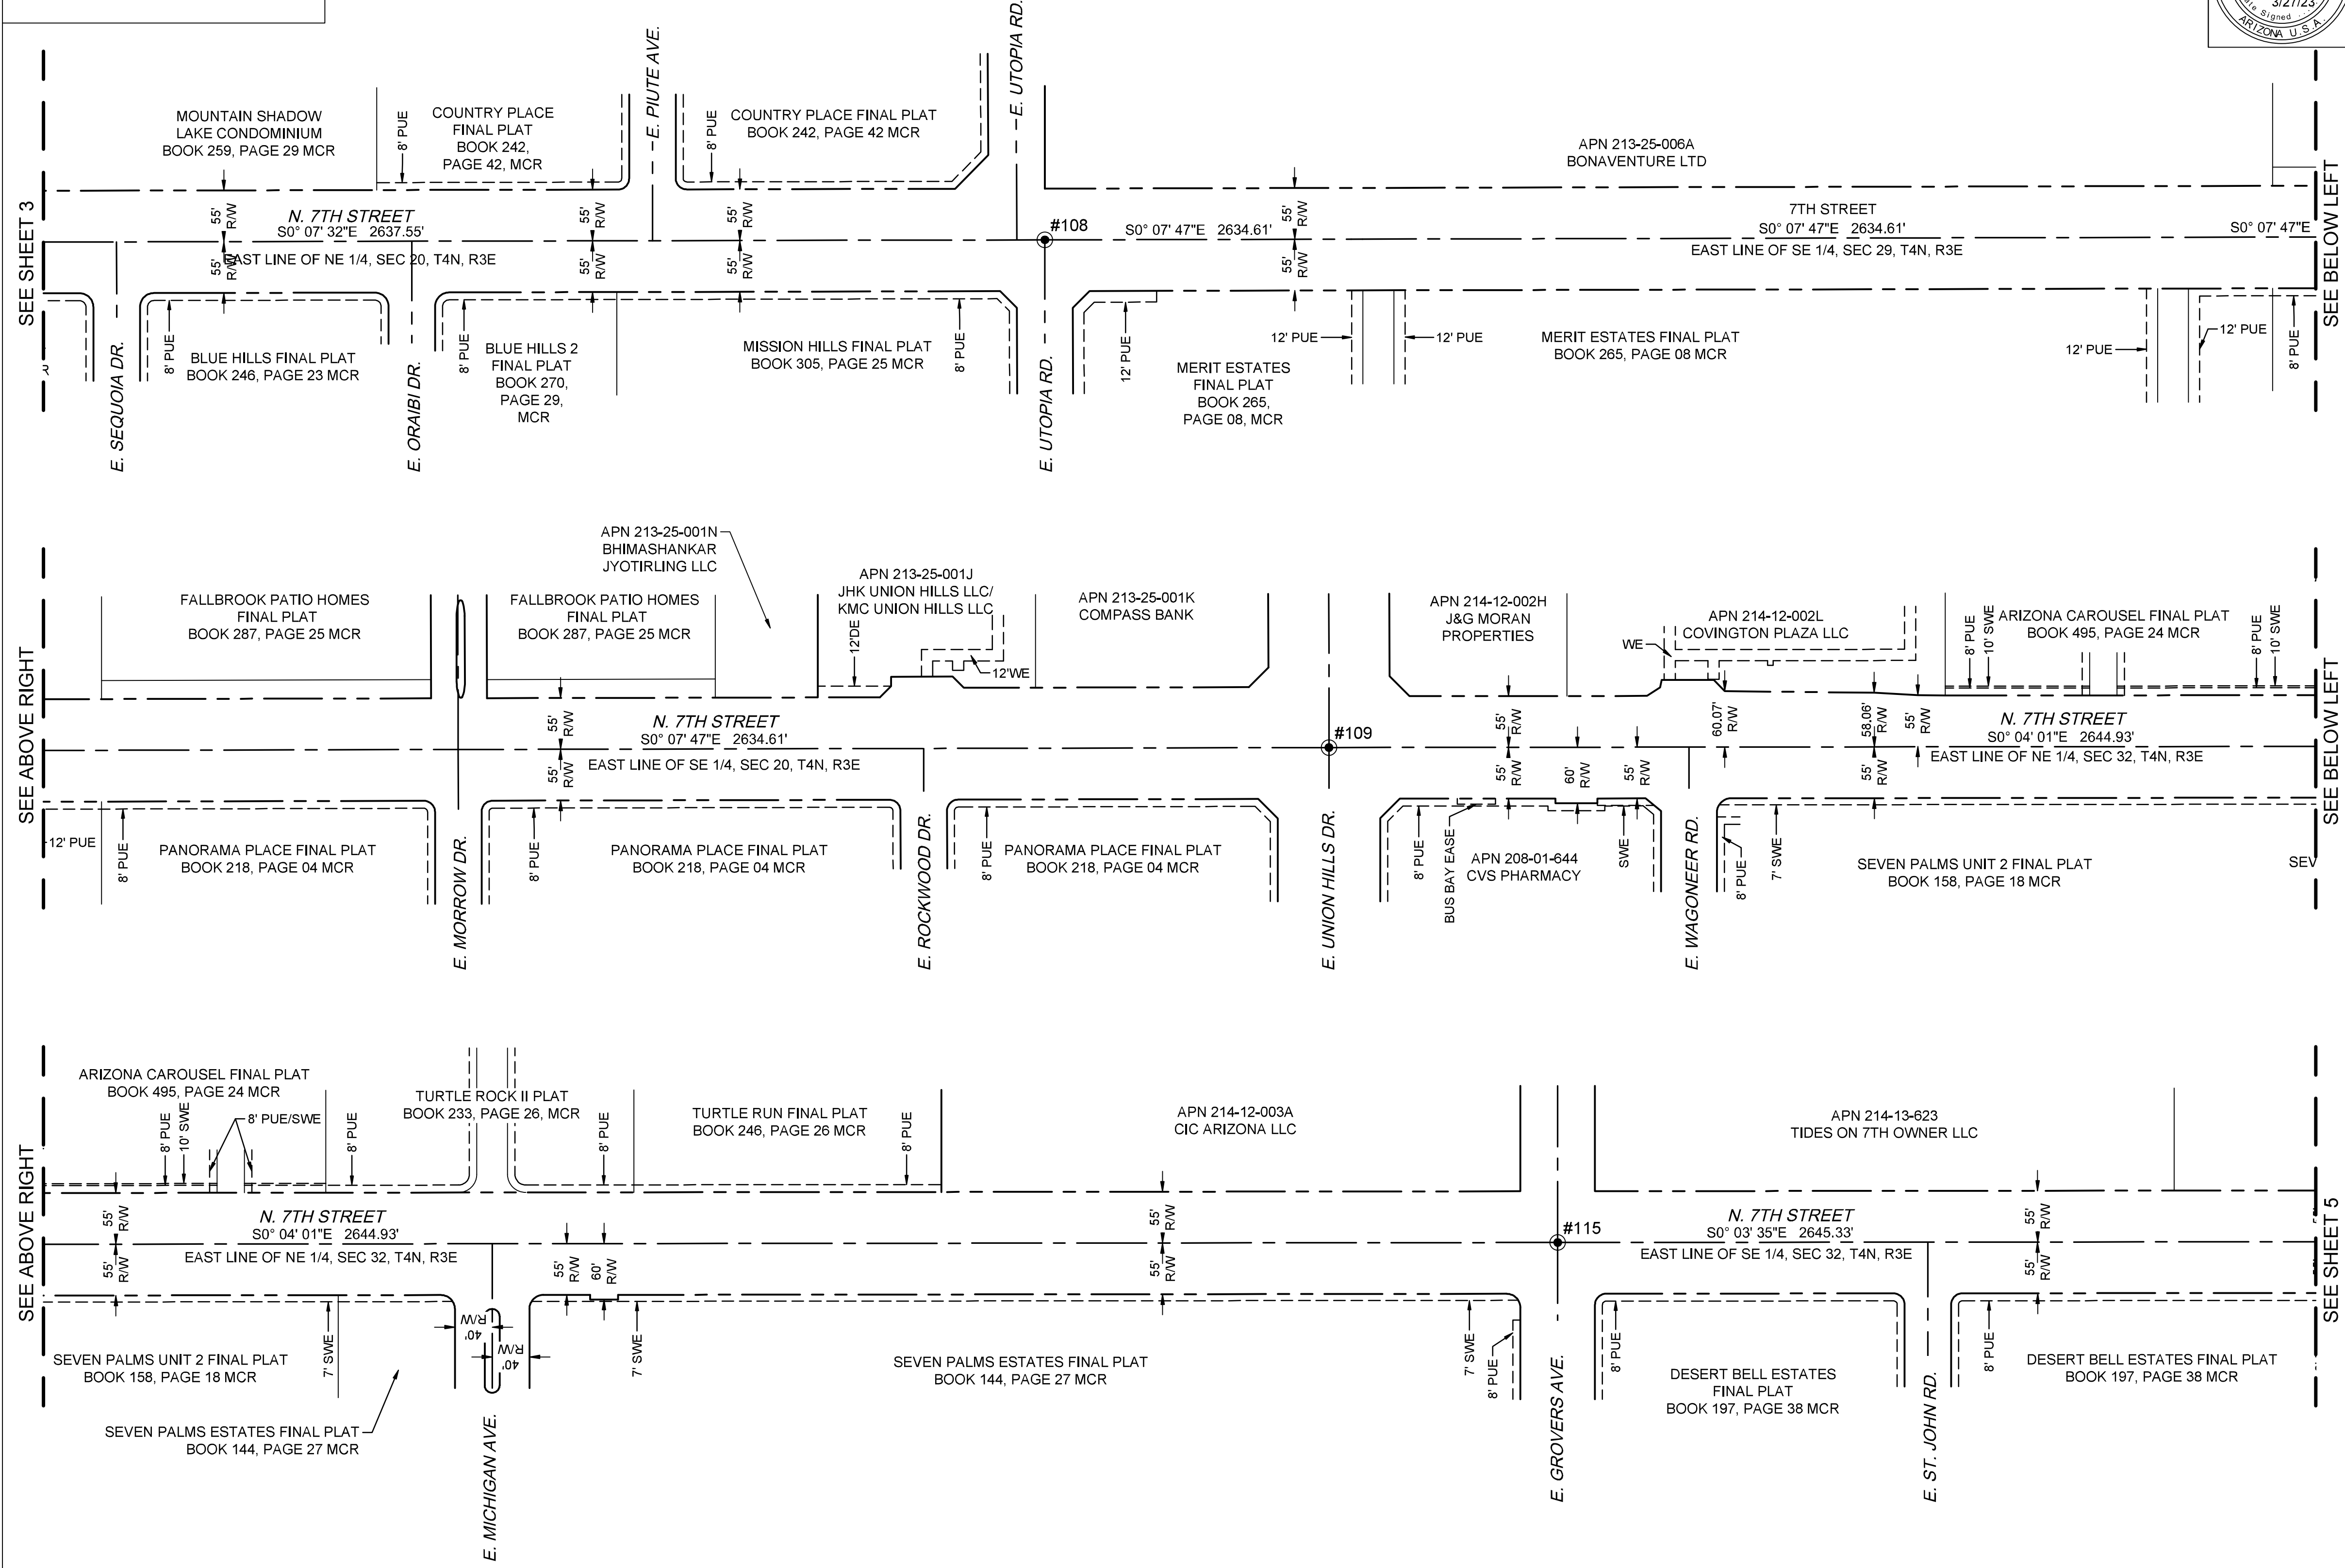 3/27/23
Signed
ARIZONA U.S.A.
SEE SHEET 3
MOUNTAIN SHADOW
LAKE CONDOMINIUM
BOOK 259, PAGE 29 MCR
8' PUE
COUNTRY PLACE
FINAL PLAT
BOOK 242,
PAGE 42, MCR
E. PIUTE AVE.
8' PUE
COUNTRY PLACE FINAL PLAT
BOOK 242, PAGE 42 MCR
E. UTOPIA RD.
APN 213-25-006A
BONAVENTURE LTD
55'
R/W
N. 7TH STREET
S0° 07' 32"E 2637.55'
55'
R/W
55'
R/W
#108
S0° 07' 47"E 2634.61'
55'
R/W
7TH STREET
S0° 07' 47"E 2634.61'
S0° 07' 47"E
55'
R/W
EAST LINE OF NE 1/4, SEC 20, T4N, R3E
55'
R/W
55'
R/W
55'
R/W
EAST LINE OF SE 1/4, SEC 29, T4N, R3E
SEE BELOW LEFT
E. SEQUOIA DR.
8' PUE
BLUE HILLS FINAL PLAT
BOOK 246, PAGE 23 MCR
E. ORAIBI DR.
8' PUE
BLUE HILLS 2
FINAL PLAT
BOOK 270,
PAGE 29,
MCR
MISSION HILLS FINAL PLAT
BOOK 305, PAGE 25 MCR
8' PUE
E. UTOPIA RD.
12' PUE
MERIT ESTATES
FINAL PLAT
BOOK 265,
PAGE 08, MCR
12' PUE
12' PUE
MERIT ESTATES FINAL PLAT
BOOK 265, PAGE 08 MCR
12' PUE
12' PUE
8' PUE
SEE ABOVE RIGHT
FALLBROOK PATIO HOMES
FINAL PLAT
BOOK 287, PAGE 25 MCR
FALLBROOK PATIO HOMES
FINAL PLAT
BOOK 287, PAGE 25 MCR
APN 213-25-001N
BHIMASHANKAR
JYOTIRLING LLC
APN 213-25-001J
JHK UNION HILLS LLC/
KMC UNION HILLS LLC
12'DE
12'WE
APN 213-25-001K
COMPASS BANK
APN 214-12-002H
J&G MORAN
PROPERTIES
WE
APN 214-12-002L
COVINGTON PLAZA LLC
8' PUE
10' SWE
ARIZONA CAROUSEL FINAL PLAT
BOOK 495, PAGE 24 MCR
8' PUE
10' SWE
55'
R/W
N. 7TH STREET
S0° 07' 47"E 2634.61'
#109
55'
R/W
60.07'
R/W
58.06'
R/W
55'
R/W
N. 7TH STREET
S0° 04' 01"E 2644.93'
55'
R/W
EAST LINE OF SE 1/4, SEC 20, T4N, R3E
55'
R/W
60'
R/W
55'
R/W
55'
R/W
EAST LINE OF NE 1/4, SEC 32, T4N, R3E
SEE BELOW LEFT
12' PUE
8' PUE
PANORAMA PLACE FINAL PLAT
BOOK 218, PAGE 04 MCR
E. MORROW DR.
8' PUE
PANORAMA PLACE FINAL PLAT
BOOK 218, PAGE 04 MCR
E. ROCKWOOD DR.
8' PUE
PANORAMA PLACE FINAL PLAT
BOOK 218, PAGE 04 MCR
E. UNION HILLS DR.
8' PUE
BUS BAY EASE
APN 208-01-644
CVS PHARMACY
SWE
E. WAGONEER RD.
8' PUE
7' SWE
SEVEN PALMS UNIT 2 FINAL PLAT
BOOK 158, PAGE 18 MCR
SEV
SEE ABOVE RIGHT
ARIZONA CAROUSEL FINAL PLAT
BOOK 495, PAGE 24 MCR
8' PUE
10' SWE
8' PUE/SWE
8' PUE
TURTLE ROCK II PLAT
BOOK 233, PAGE 26, MCR
8' PUE
TURTLE RUN FINAL PLAT
BOOK 246, PAGE 26 MCR
8' PUE
APN 214-12-003A
CIC ARIZONA LLC
APN 214-13-623
TIDES ON 7TH OWNER LLC
55'
R/W
N. 7TH STREET
S0° 04' 01"E 2644.93'
55'
R/W
#115
N. 7TH STREET
S0° 03' 35"E 2645.33'
55'
R/W
55'
R/W
EAST LINE OF NE 1/4, SEC 32, T4N, R3E
55'
R/W
60'
R/W
55'
R/W
EAST LINE OF SE 1/4, SEC 32, T4N, R3E
55'
R/W
SEE SHEET 5
SEVEN PALMS UNIT 2 FINAL PLAT
BOOK 158, PAGE 18 MCR
7' SWE
40'
R/W
40'
R/W
7' SWE
SEVEN PALMS ESTATES FINAL PLAT
BOOK 144, PAGE 27 MCR
7' SWE
8' PUE
8' PUE
DESERT BELL ESTATES
FINAL PLAT
BOOK 197, PAGE 38 MCR
8' PUE
DESERT BELL ESTATES FINAL PLAT
BOOK 197, PAGE 38 MCR
SEVEN PALMS ESTATES FINAL PLAT
BOOK 144, PAGE 27 MCR
E. MICHIGAN AVE.
E. GROVERS AVE.
E. ST. JOHN RD.